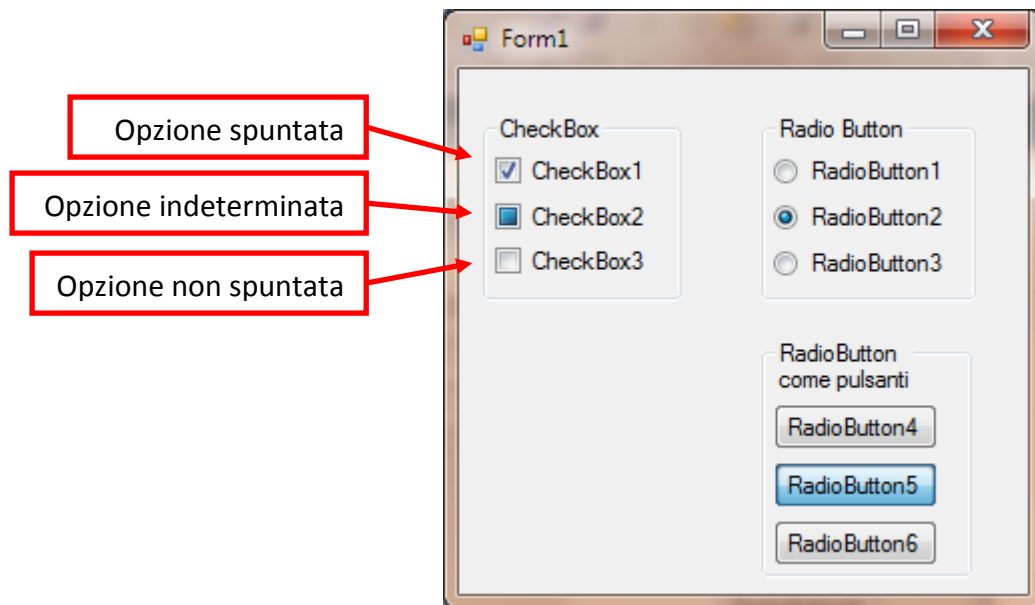 Form1
Opzione spuntata
Opzione indeterminata
Opzione non spuntata
CheckBox
CheckBox1
CheckBox2
CheckBox3
Radio Button
RadioButton1
RadioButton2
RadioButton3
RadioButton
come pulsanti
RadioButton4
RadioButton5
RadioButton6